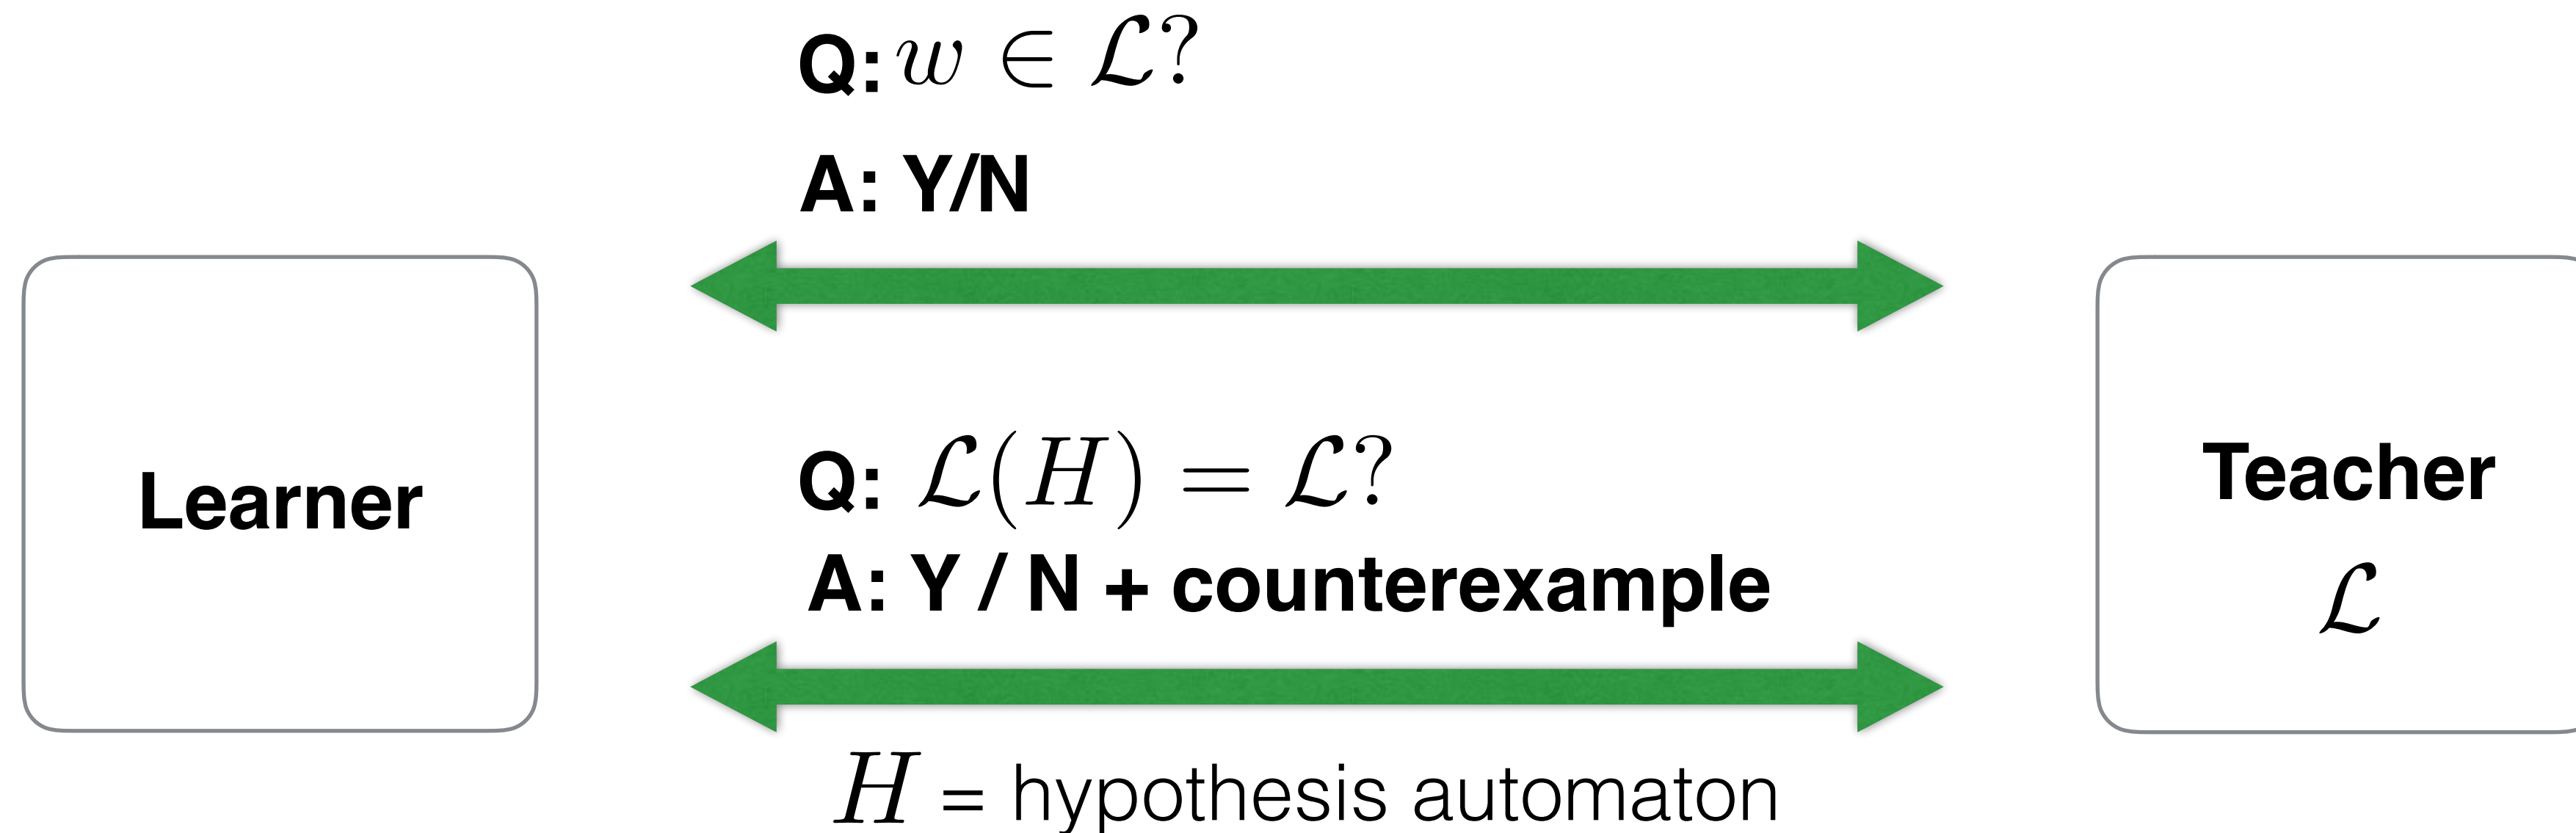 Q: w ∈ ℒ?
A: Y/N
Learner
Q: ℒ(H) = ℒ?
A: Y / N + counterexample
Teacher
ℒ
H = hypothesis automaton